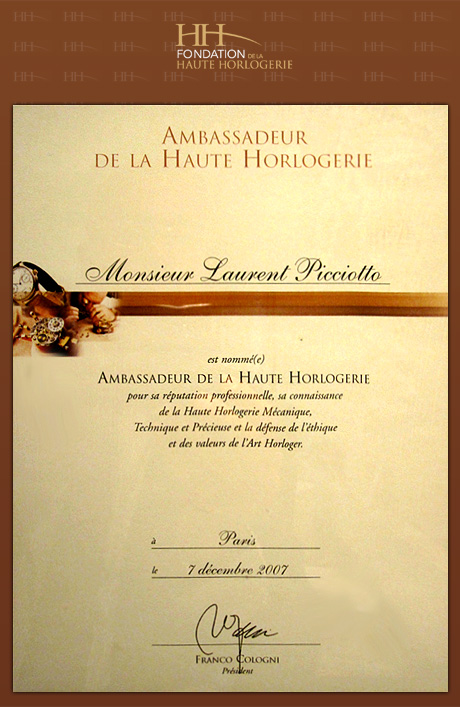 HH
FONDATION DE LA
HAUTE HORLOGERIE
AMBASSADEUR
DE LA HAUTE HORLOGERIE
Monsieur Laurent Picciotto
est nommé(e)
AMBASSADEUR DE LA HAUTE HORLOGERIE
pour sa réputation professionnelle, sa connaissance
de la Haute Horlogerie Mécanique,
Technique et Précieuse et la défense de l'éthique
et des valeurs de l'Art Horloger.
à Paris
le 7 décembre 2007
FRANCO COLOGNI
Président